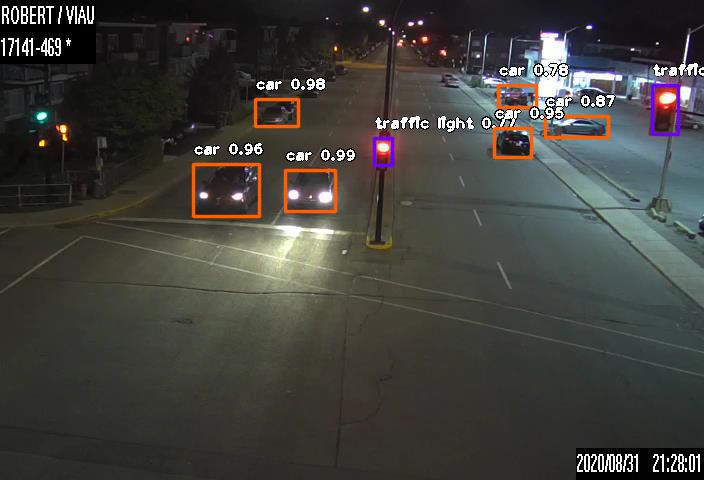 ROBERT / VIAU
17141-469 *
car 0.98
car 0.78
traffic
car 0.87
car 0.95
traffic light 0.77
car 0.96
car 0.99
2020/08/31 21:28:01